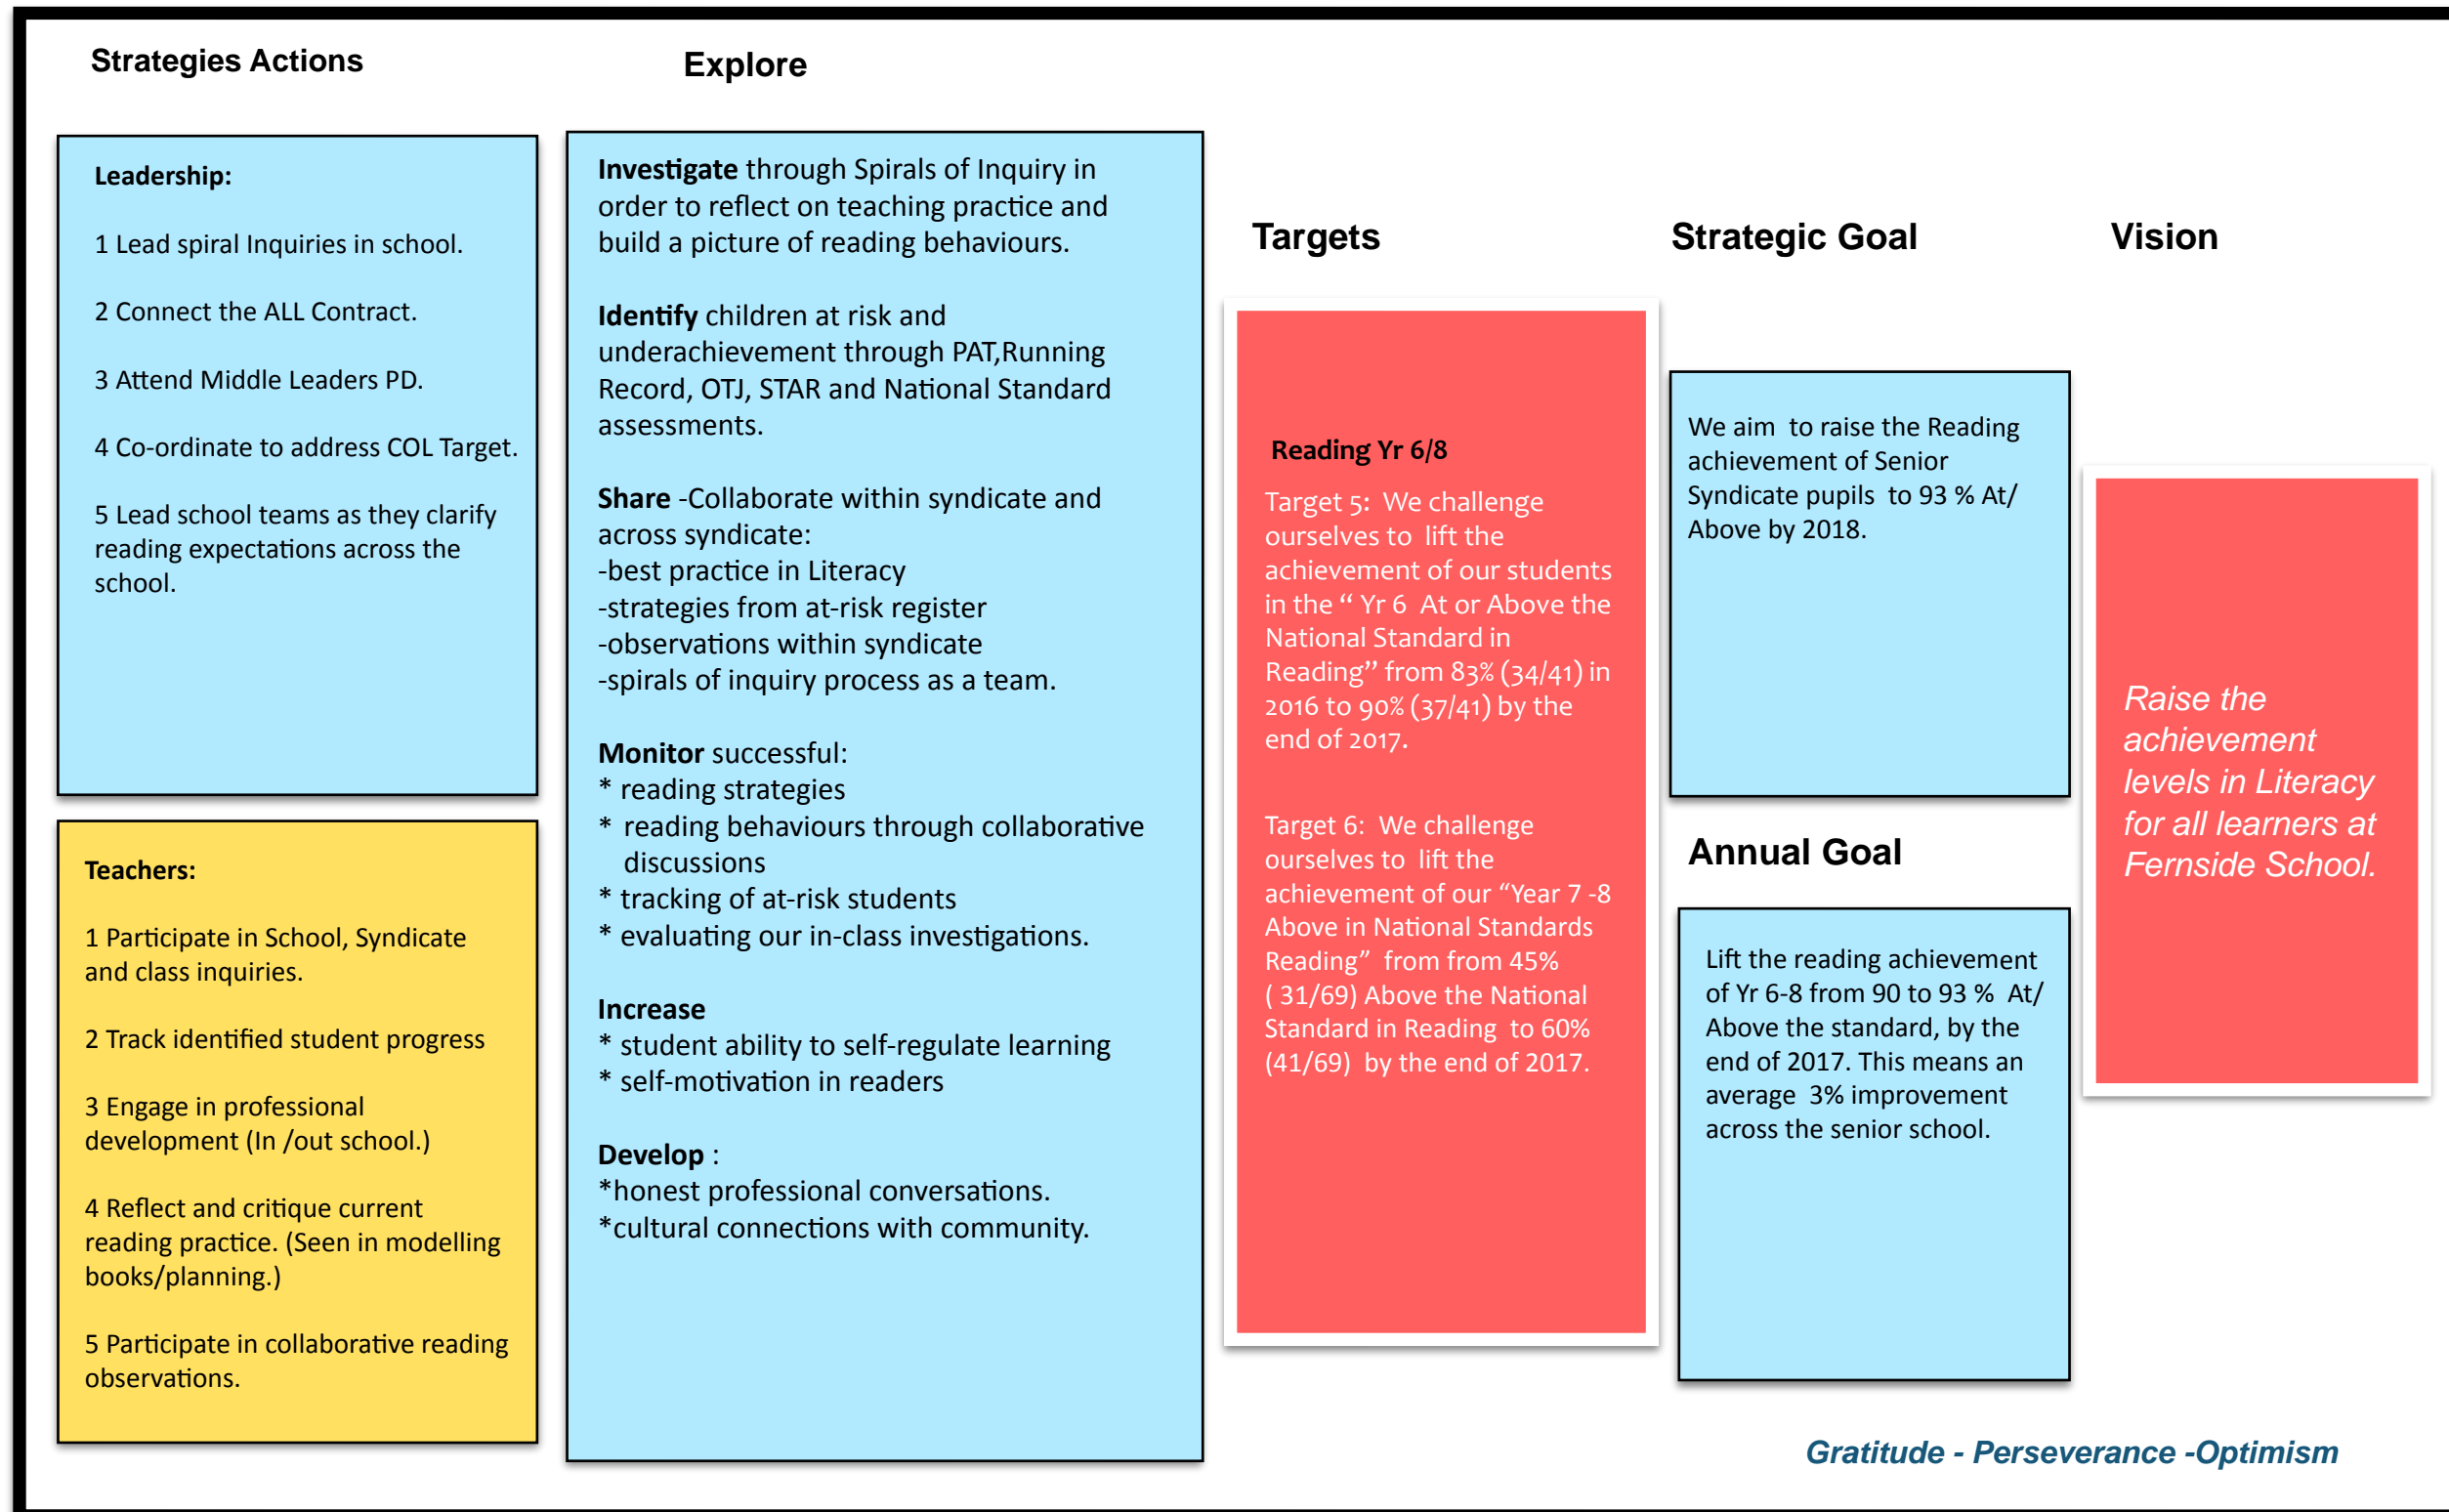 Strategies Actions
Leadership:
1 Lead spiral Inquiries in school.
2 Connect the ALL Contract.
3 Attend Middle Leaders PD.
4 Co-ordinate to address COL Target.
5 Lead school teams as they clarify
reading expectations across the
school.
Teachers:
1 Participate in School, Syndicate
and class inquiries.
2 Track identified student progress
3 Engage in professional
development (In /out school.)
4 Reflect and critique current
reading practice. (Seen in modelling
books/planning.)
5 Participate in collaborative reading
observations.
Explore
Investigate through Spirals of Inquiry in
order to reflect on teaching practice and
build a picture of reading behaviours.
Identify children at risk and
underachievement through PAT,Running
Record, OTJ, STAR and National Standard
assessments.
Share -Collaborate within syndicate and
across syndicate:
-best practice in Literacy
-strategies from at-risk register
-observations within syndicate
-spirals of inquiry process as a team.
Monitor successful:
* reading strategies
* reading behaviours through collaborative
discussions
* tracking of at-risk students
* evaluating our in-class investigations.
Increase
* student ability to self-regulate learning
* self-motivation in readers
Develop :
*honest professional conversations.
*cultural connections with community.
Targets
Reading Yr 6/8
Target 5: We challenge
ourselves to lift the
achievement of our students
in the “ Yr 6 At or Above the
National Standard in
Reading” from 83% (34/41) in
2016 to 90% (37/41) by the
end of 2017.
Target 6: We challenge
ourselves to lift the
achievement of our “Year 7 -8
Above in National Standards
Reading” from from 45%
( 31/69) Above the National
Standard in Reading to 60%
(41/69) by the end of 2017.
Strategic Goal
We aim to raise the Reading
achievement of Senior
Syndicate pupils to 93 % At/
Above by 2018.
Annual Goal
Lift the reading achievement
of Yr 6-8 from 90 to 93 % At/
Above the standard, by the
end of 2017. This means an
average 3% improvement
across the senior school.
Vision
Raise the
achievement
levels in Literacy
for all learners at
Fernside School.
Gratitude - Perseverance -Optimism